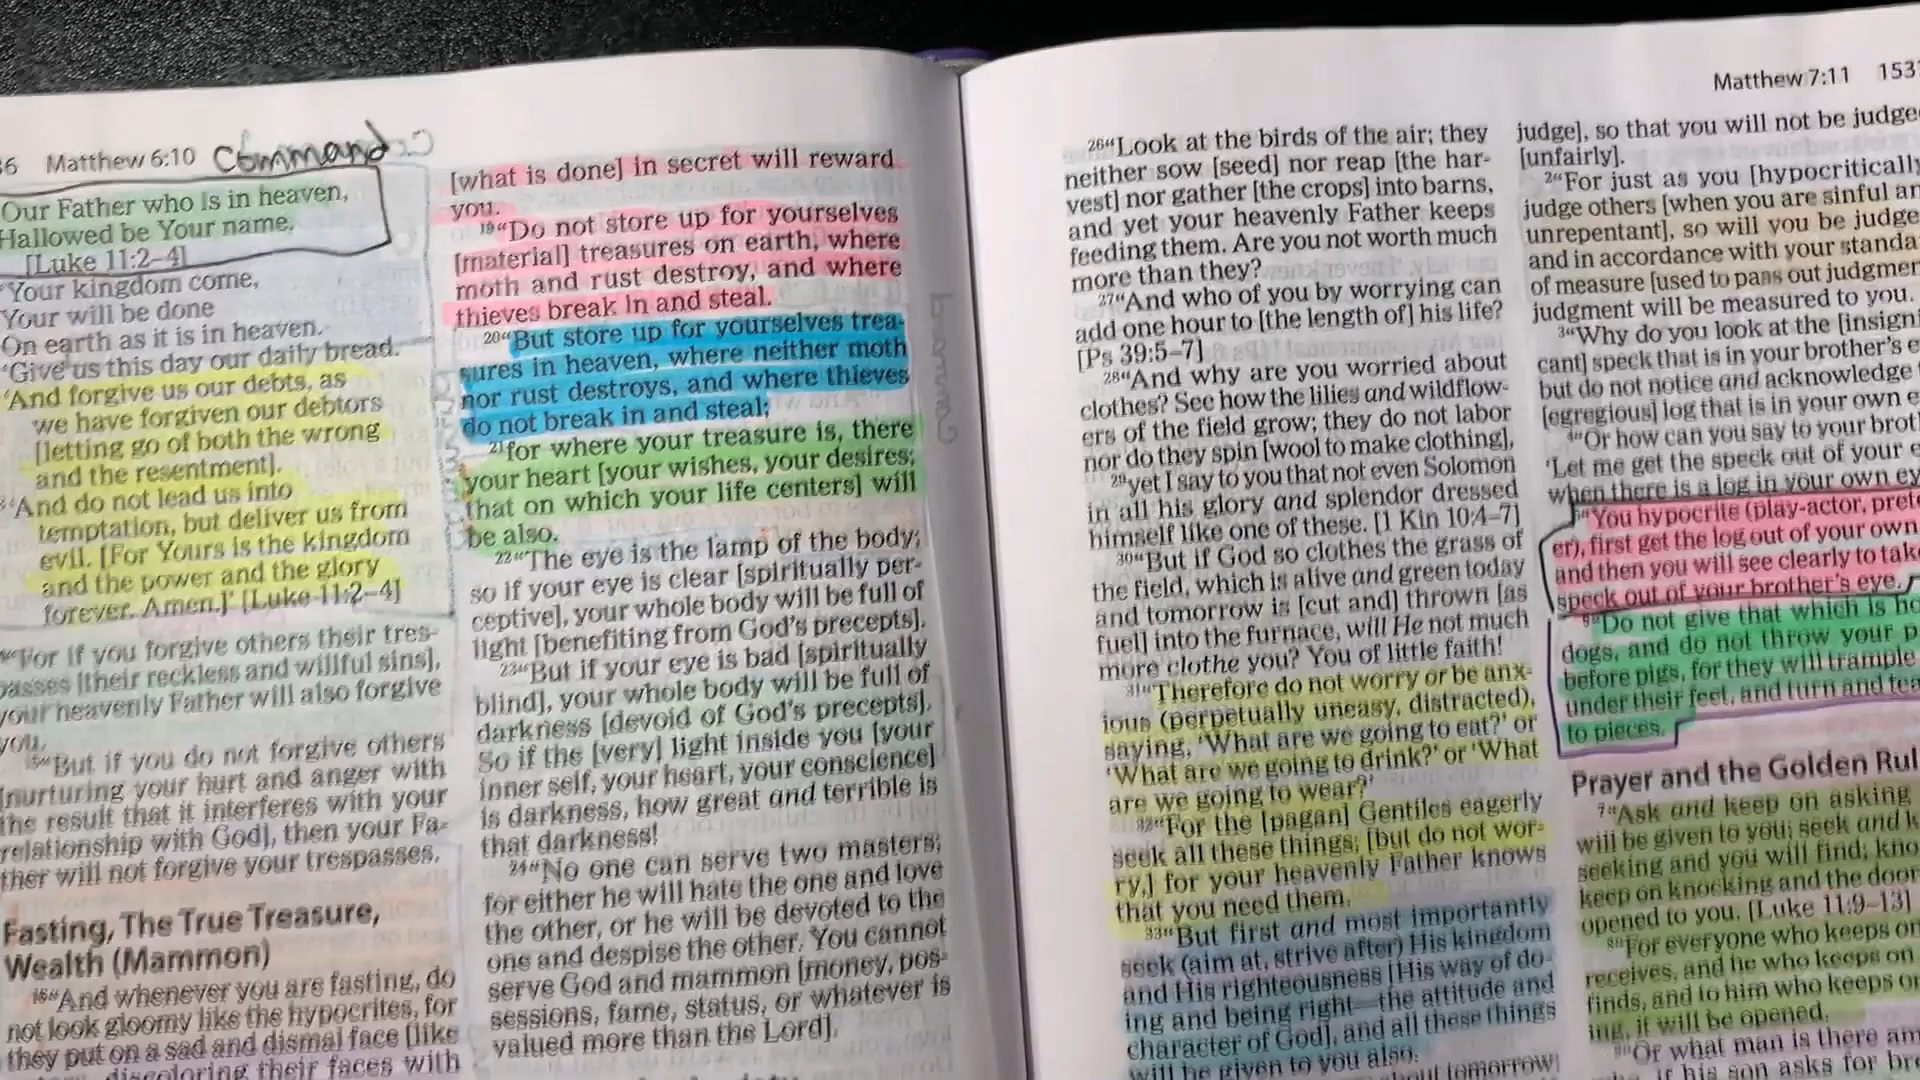 36 Matthew 6:10 Command
Our Father who is in heaven,
Hallowed be Your name.
[Luke 11:2–4]
'Your kingdom come,
Your will be done
On earth as it is in heaven.
'Give us this day our daily bread.
'And forgive us our debts, as
we have forgiven our debtors
[letting go of both the wrong
and the resentment].
'And do not lead us into
temptation, but deliver us from
evil. [For Yours is the kingdom
and the power and the glory
forever. Amen.]' [Luke 11:2–4]
"For if you forgive others their tres-
passes [their reckless and willful sins],
your heavenly Father will also forgive
you.
15"But if you do not forgive others
[nurturing your hurt and anger with
the result that it interferes with your
relationship with God], then your Fa-
ther will not forgive your trespasses.
Fasting, The True Treasure,
Wealth (Mammon)
16"And whenever you are fasting, do
not look gloomy like the hypocrites, for
they put on a sad and dismal face [like
discoloring their faces with
[what is done] in secret will reward
you.
19"Do not store up for yourselves
[material] treasures on earth, where
moth and rust destroy, and where
thieves break in and steal.
20"But store up for yourselves trea-
sures in heaven, where neither moth
nor rust destroys, and where thieves
do not break in and steal;
21for where your treasure is, there
your heart [your wishes, your desires;
that on which your life centers] will
be also.
22"The eye is the lamp of the body;
so if your eye is clear [spiritually per-
ceptive], your whole body will be full of
light [benefiting from God's precepts].
23"But if your eye is bad [spiritually
blind], your whole body will be full of
darkness [devoid of God's precepts].
So if the [very] light inside you [your
inner self, your heart, your conscience]
is darkness, how great and terrible is
that darkness!
24"No one can serve two masters;
for either he will hate the one and love
the other, or he will be devoted to the
one and despise the other. You cannot
serve God and mammon [money, pos-
sessions, fame, status, or whatever is
valued more than the Lord].
26"Look at the birds of the air; they
neither sow [seed] nor reap [the har-
vest] nor gather [the crops] into barns,
and yet your heavenly Father keeps
feeding them. Are you not worth much
more than they?
27"And who of you by worrying can
add one hour to [the length of] his life?
[Ps 39:5–7]
28"And why are you worried about
clothes? See how the lilies and wildflow-
ers of the field grow; they do not labor
nor do they spin [wool to make clothing],
29yet I say to you that not even Solomon
in all his glory and splendor dressed
himself like one of these. [1 Kin 10:4–7]
30"But if God so clothes the grass of
the field, which is alive and green today
and tomorrow is [cut and] thrown [as
fuel] into the furnace, will He not much
more clothe you? You of little faith!
31"Therefore do not worry or be anx-
ious (perpetually uneasy, distracted),
saying, 'What are we going to eat?' or
'What are we going to drink?' or 'What
are we going to wear?'
32"For the [pagan] Gentiles eagerly
seek all these things; [but do not wor-
ry,] for your heavenly Father knows
that you need them.
33"But first and most importantly
seek (aim at, strive after) His kingdom
and His righteousness [His way of do-
ing and being right—the attitude and
character of God], and all these things
will be given to you also.
about tomorrow;
Matthew 7:11 153
judge], so that you will not be judge
[unfairly].
2"For just as you [hypocritically
judge others [when you are sinful an
unrepentant], so will you be judge
and in accordance with your standa
of measure [used to pass out judgmen
judgment will be measured to you.
3"Why do you look at the [insigni
cant] speck that is in your brother's e
but do not notice and acknowledge
[egregious] log that is in your own e
4"Or how can you say to your brot
'Let me get the speck out of your e
when there is a log in your own ey
5"You hypocrite (play-actor, prete
er), first get the log out of your own
and then you will see clearly to take
speck out of your brother's eye.
6"Do not give that which is ho
dogs, and do not throw your p
before pigs, for they will trample
under their feet, and turn and tea
to pieces.
Prayer and the Golden Rul
7"Ask and keep on asking
will be given to you; seek and k
seeking and you will find; kno
keep on knocking and the door
opened to you. [Luke 11:9–13]
8"For everyone who keeps on
receives, and he who keeps on
finds, and to him who keeps on
ing, it will be opened.
9"Or what man is there am
if his son asks for bre